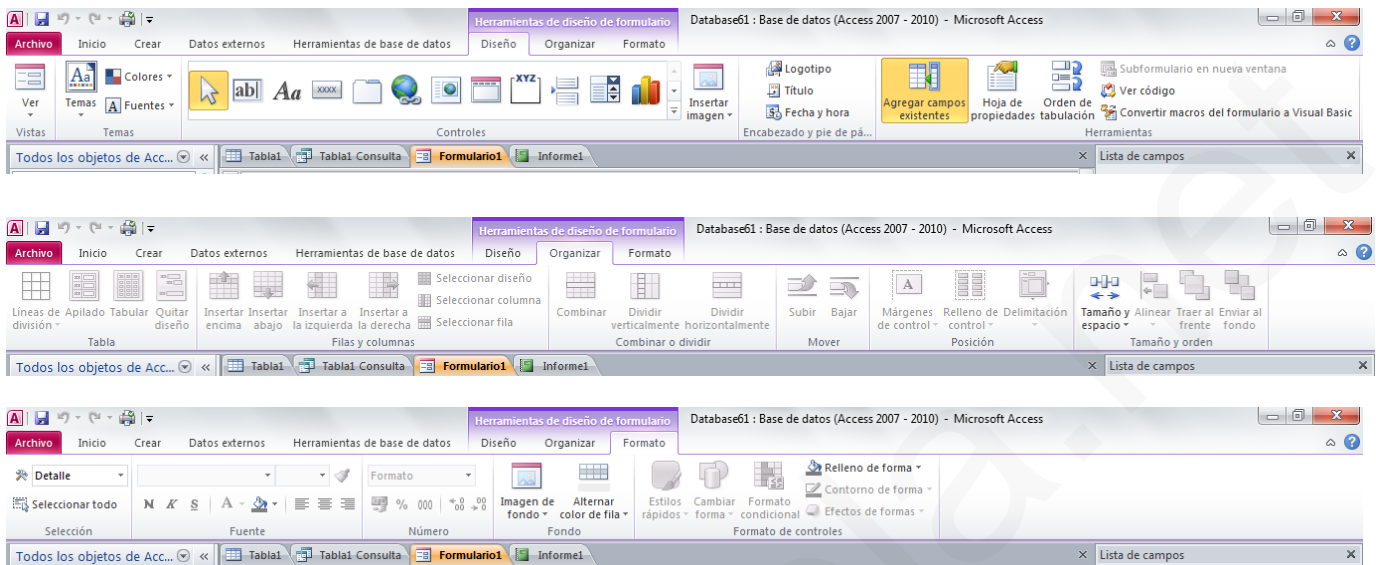 Herramientas de diseño de formulario Database61 : Base de datos (Access 2007 - 2010) - Microsoft Access
Archivo Inicio Crear Datos externos Herramientas de base de datos Diseño Organizar Formato
Ver Temas Colores Fuentes Aa A
ab| Aa xxxx XYZ
Insertar imagen
Logotipo
Título
Fecha y hora
Agregar campos existentes
Hoja de propiedades
Orden de tabulación
Subformulario en nueva ventana
Ver código
Convertir macros del formulario a Visual Basic
Vistas Temas Controles Encabezado y pie de pá... Herramientas
Todos los objetos de Acc... Tabla1 Tabla1 Consulta Formulario1 Informe1 Lista de campos
Herramientas de diseño de formulario Database61 : Base de datos (Access 2007 - 2010) - Microsoft Access
Archivo Inicio Crear Datos externos Herramientas de base de datos Diseño Organizar Formato
Líneas de división
Apilado
Tabular
Quitar diseño
Insertar encima
Insertar abajo
Insertar a la izquierda
Insertar a la derecha
Seleccionar diseño
Seleccionar columna
Seleccionar fila
Combinar
Dividir verticalmente
Dividir horizontalmente
Subir
Bajar
Márgenes de control
Relleno de control
Delimitación
Tamaño y espacio
Alinear
Traer al frente
Enviar al fondo
Tabla Filas y columnas Combinar o dividir Mover Posición Tamaño y orden
Todos los objetos de Acc... Tabla1 Tabla1 Consulta Formulario1 Informe1 Lista de campos
Herramientas de diseño de formulario Database61 : Base de datos (Access 2007 - 2010) - Microsoft Access
Archivo Inicio Crear Datos externos Herramientas de base de datos Diseño Organizar Formato
Detalle
Seleccionar todo
N K S A
Formato
% 000
Imagen de fondo
Alternar color de fila
Estilos rápidos
Cambiar forma
Formato condicional
Relleno de forma
Contorno de forma
Efectos de formas
Selección Fuente Número Fondo Formato de controles
Todos los objetos de Acc... Tabla1 Tabla1 Consulta Formulario1 Informe1 Lista de campos